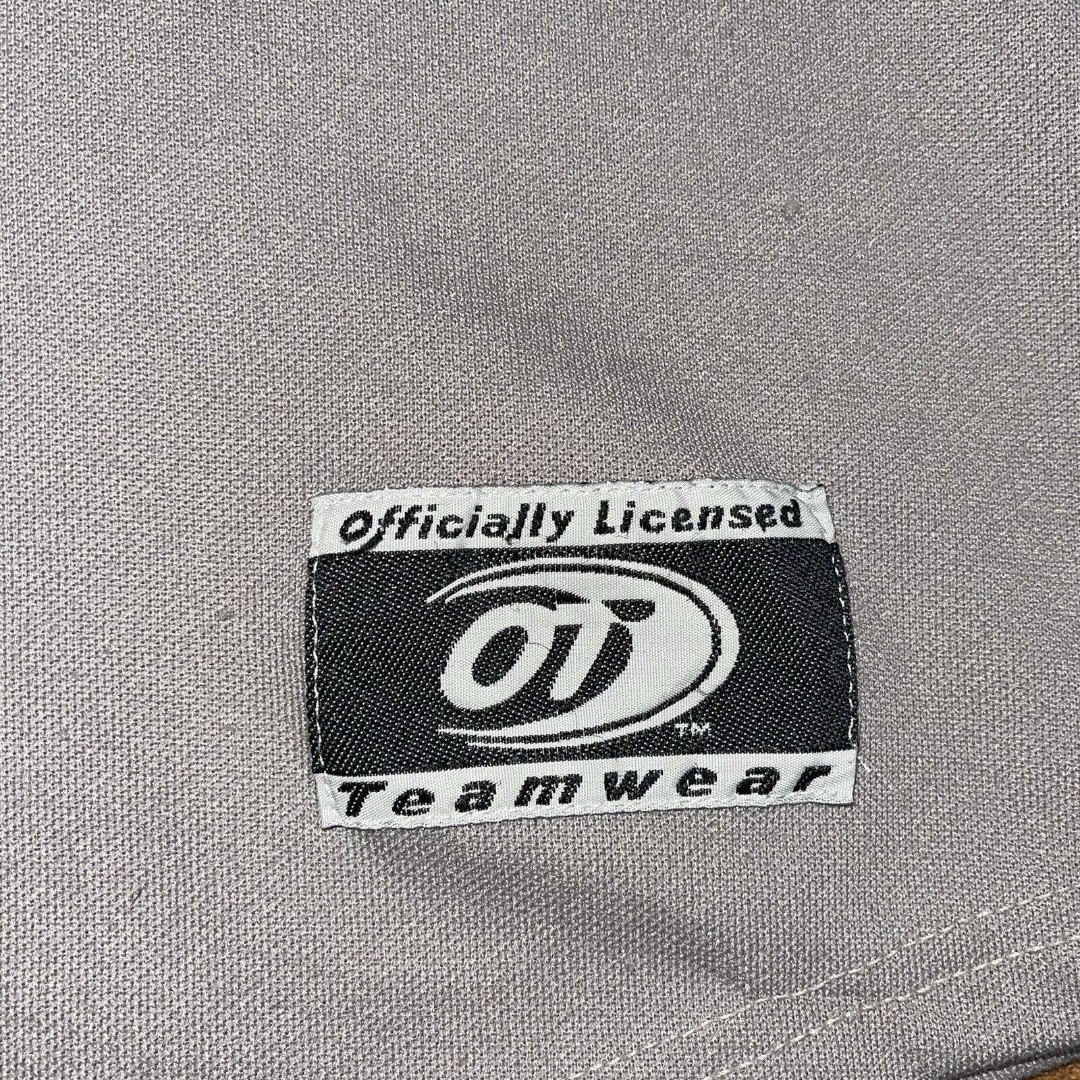 Officially Licensed
OT
TM
Teamwear